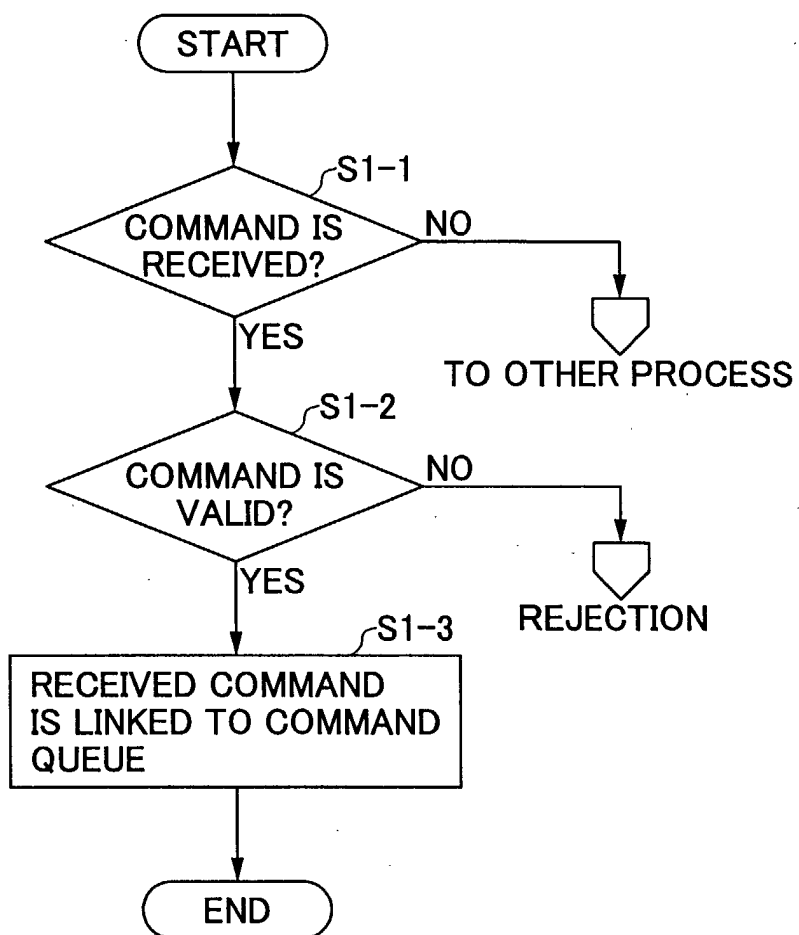 START
S1-1
COMMAND IS
RECEIVED?
NO
YES
TO OTHER PROCESS
S1-2
COMMAND IS
VALID?
NO
YES
REJECTION
S1-3
RECEIVED COMMAND
IS LINKED TO COMMAND
QUEUE
END